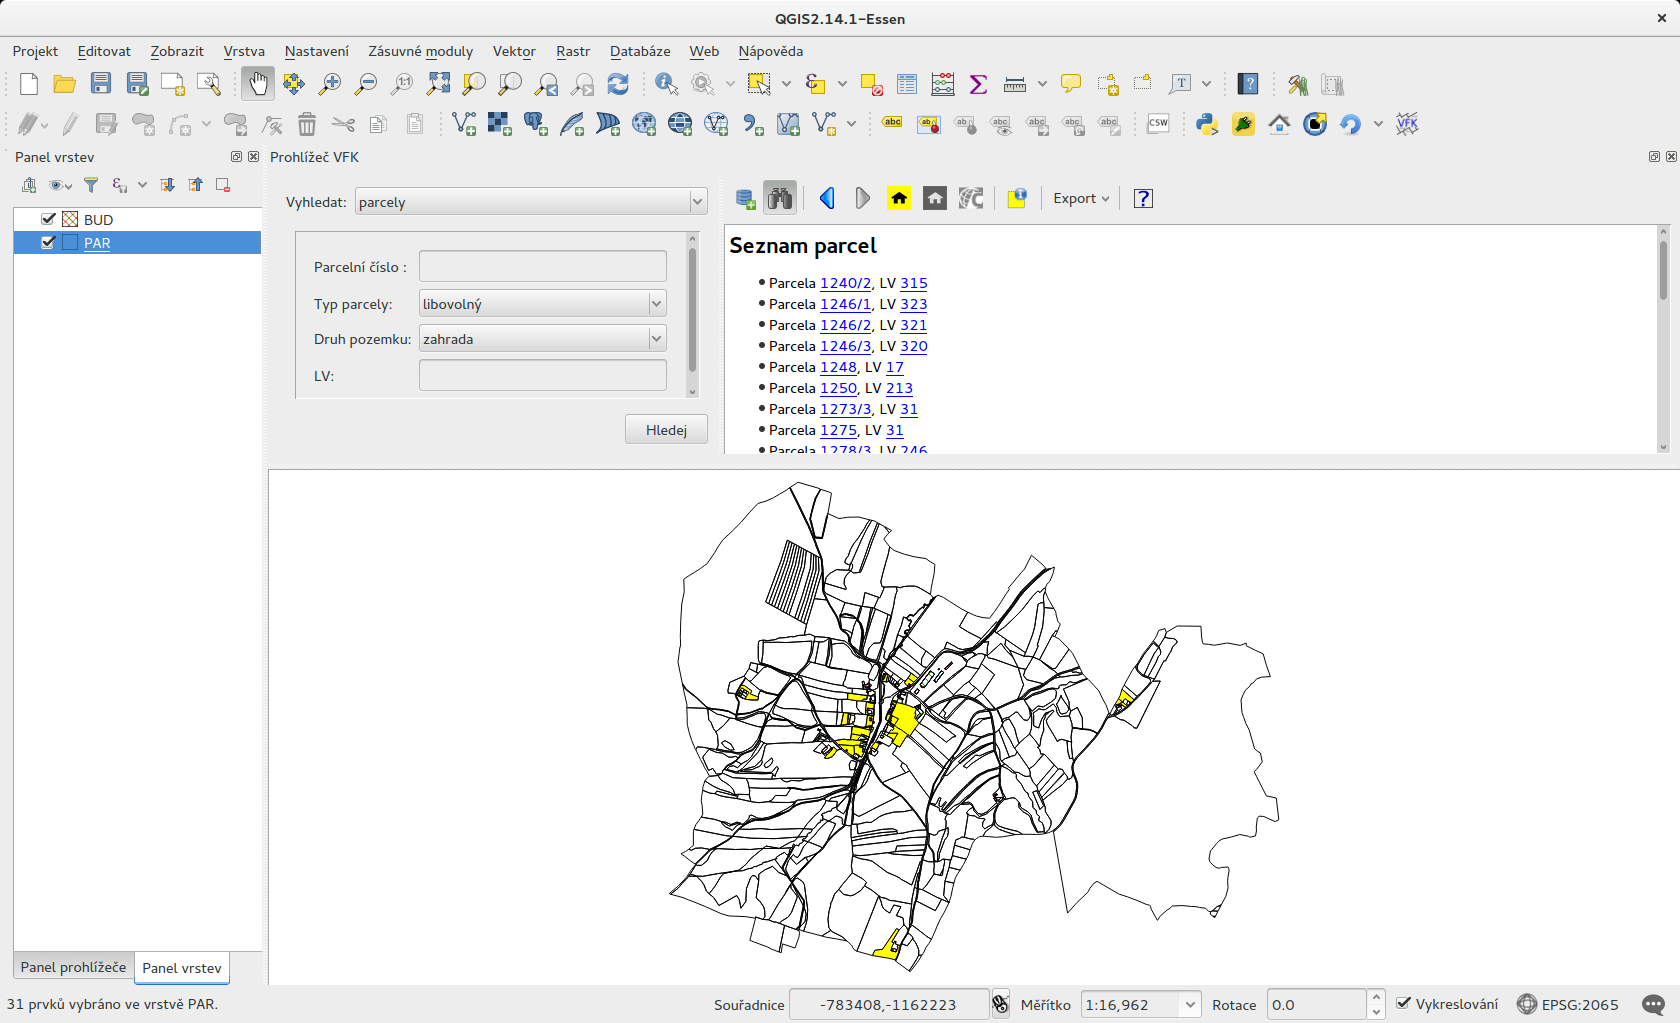 QGIS2.14.1-Essen
Projekt Editovat Zobrazit Vrstva Nastavení Zásuvné moduly Vektor Rastr Databáze Web Nápověda
Panel vrstev
Prohlížeč VFK
BUD
PAR
Vyhledat: parcely
Parcelní číslo :
Typ parcely: libovolný
Druh pozemku: zahrada
LV:
Hledej
Export
Seznam parcel
Parcela 1240/2, LV 315
Parcela 1246/1, LV 323
Parcela 1246/2, LV 321
Parcela 1246/3, LV 320
Parcela 1248, LV 17
Parcela 1250, LV 213
Parcela 1273/3, LV 31
Parcela 1275, LV 31
Parcela 1278/3, LV 246
Panel prohlížeče Panel vrstev
31 prvků vybráno ve vrstvě PAR.
Souřadnice -783408,-1162223 Měřítko 1:16,962 Rotace 0.0 Vykreslování EPSG:2065